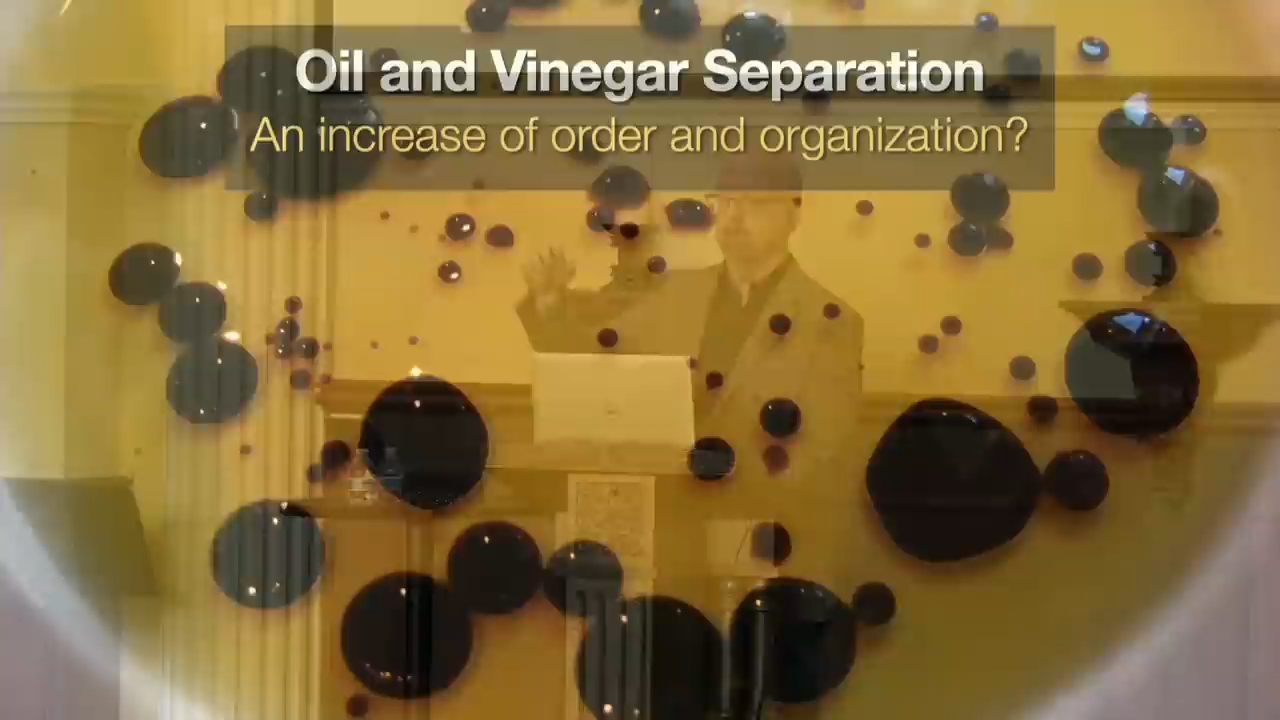 Oil and Vinegar Separation
An increase of order and organization?